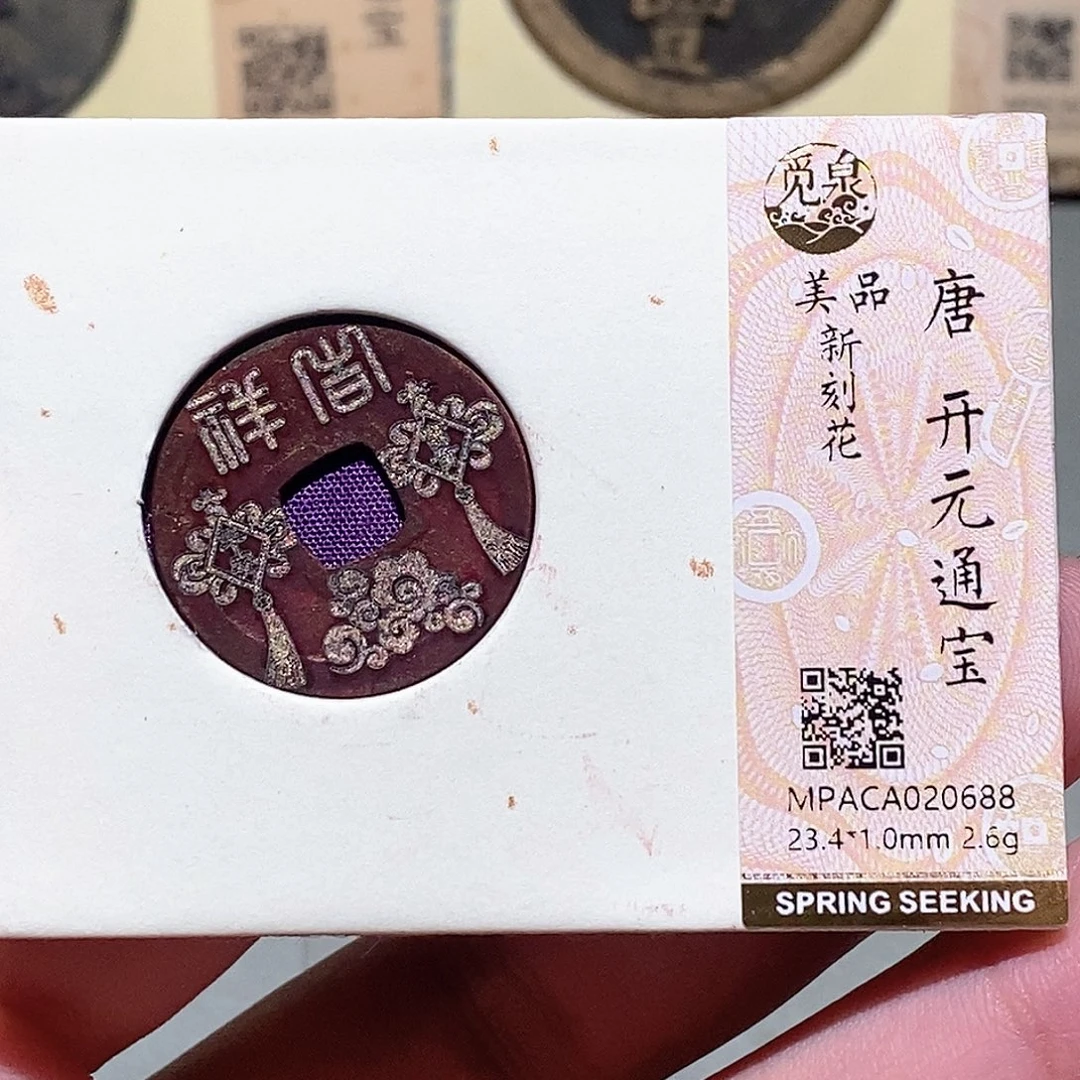 吉祥
觅泉
唐 开元通宝
美品
新刻花
MPACA020688
23.4*1.0mm 2.6g
SPRING SEEKING
宝